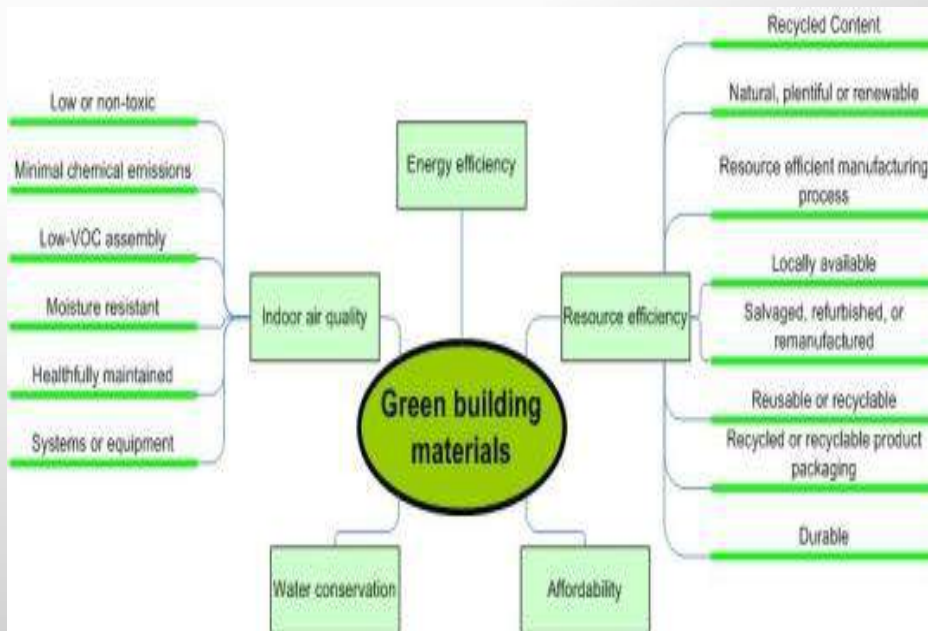 Low or non-toxic
Minimal chemical emissions
Low-VOC assembly
Moisture resistant
Healthfully maintained
Systems or equipment
Indoor air quality
Energy efficiency
Green building
materials
Water conservation
Affordability
Resource efficiency
Recycled Content
Natural, plentiful or renewable
Resource efficient manufacturing
process
Locally available
Salvaged, refurbished, or
remanufactured
Reusable or recyclable
Recycled or recyclable product
packaging
Durable